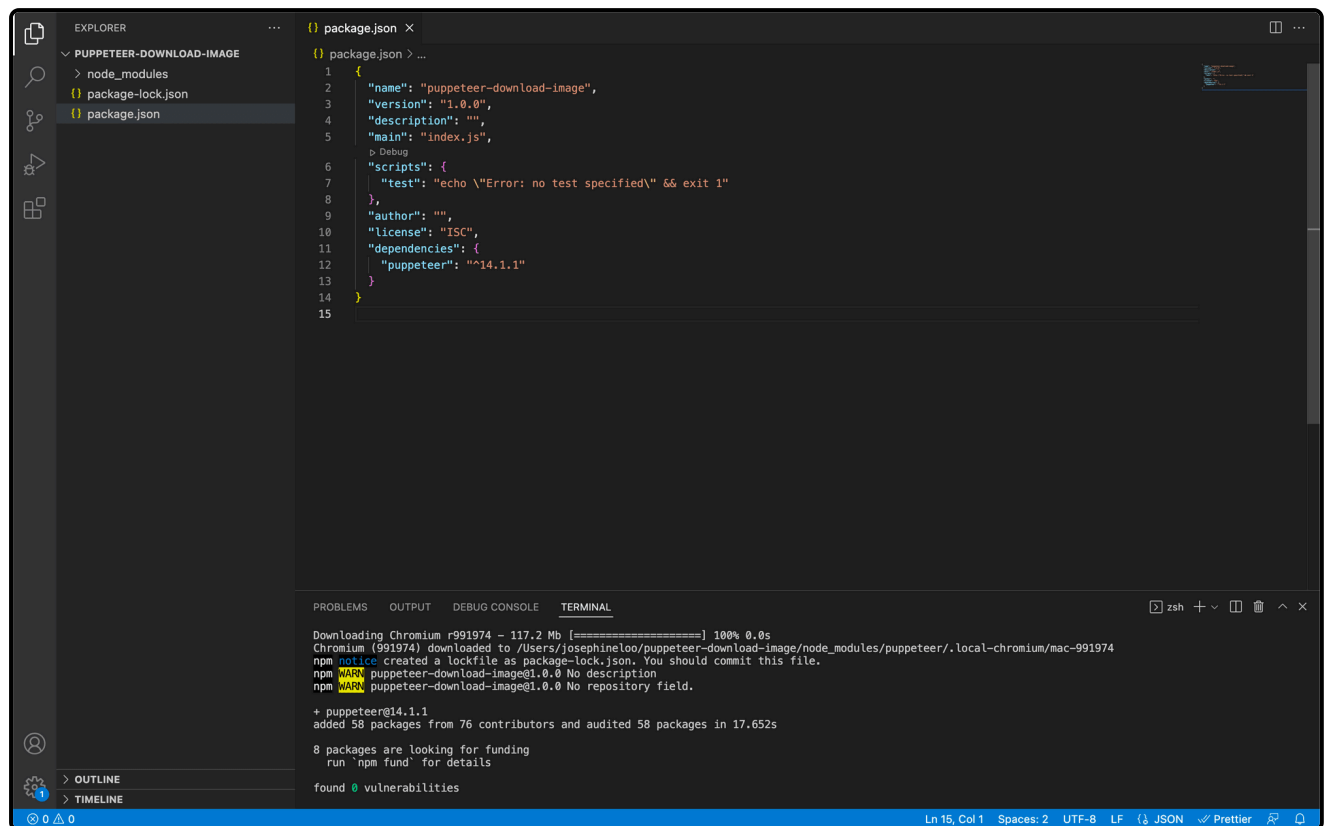 EXPLORER
···
PUPPETEER-DOWNLOAD-IMAGE
node_modules
{} package-lock.json
{} package.json
OUTLINE
TIMELINE
{} package.json ×
···
{} package.json > ...
1 {
2 "name": "puppeteer-download-image",
3 "version": "1.0.0",
4 "description": "",
5 "main": "index.js",
Debug
6 "scripts": {
7 "test": "echo \"Error: no test specified\" && exit 1"
8 },
9 "author": "",
10 "license": "ISC",
11 "dependencies": {
12 "puppeteer": "^14.1.1"
13 }
14 }
15
PROBLEMS OUTPUT DEBUG CONSOLE TERMINAL
zsh
Downloading Chromium r991974 - 117.2 Mb [====================] 100% 0.0s
Chromium (991974) downloaded to /Users/josephineloo/puppeteer-download-image/node_modules/puppeteer/.local-chromium/mac-991974
npm notice created a lockfile as package-lock.json. You should commit this file.
npm WARN puppeteer-download-image@1.0.0 No description
npm WARN puppeteer-download-image@1.0.0 No repository field.
+ puppeteer@14.1.1
added 58 packages from 76 contributors and audited 58 packages in 17.652s
8 packages are looking for funding
run `npm fund` for details
found 0 vulnerabilities
1
0 0
Ln 15, Col 1 Spaces: 2 UTF-8 LF {} JSON Prettier